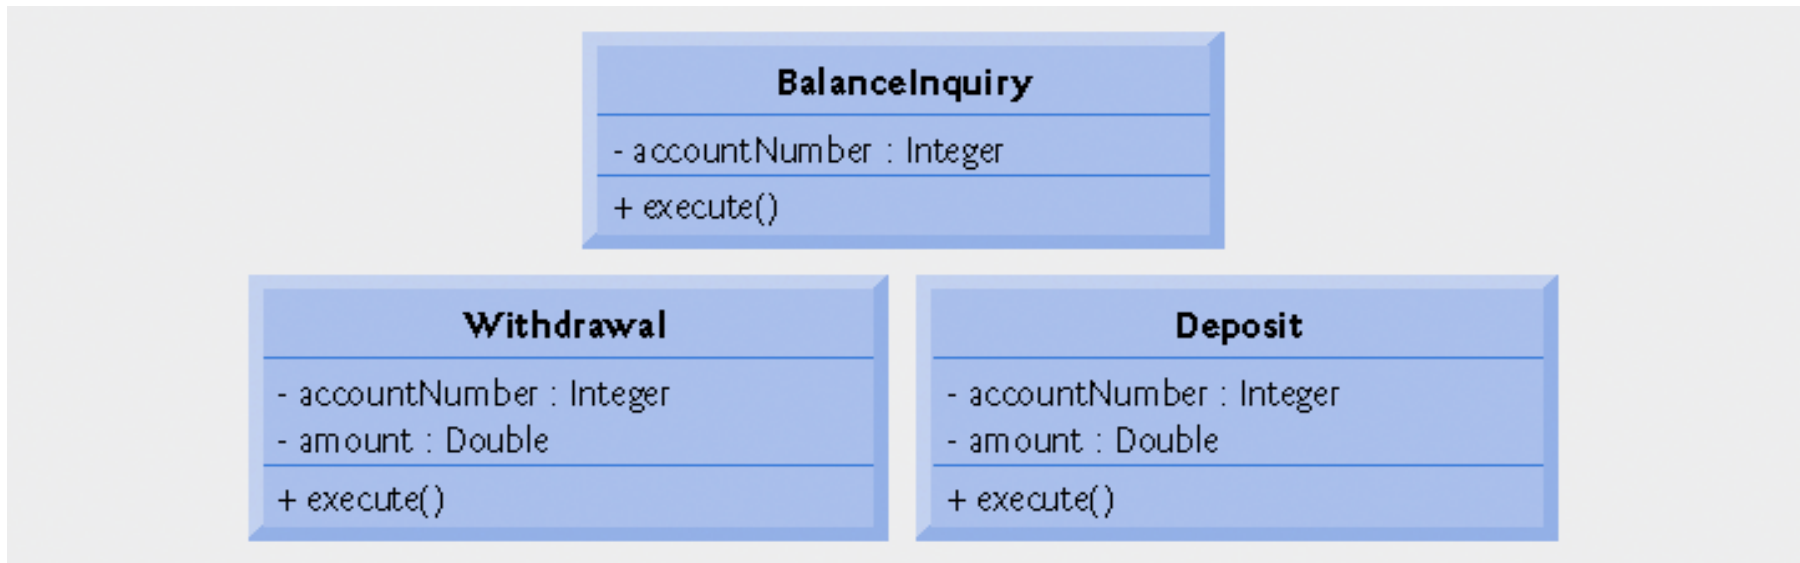 BalanceInquiry
- accountNumber : Integer
+ execute()
Withdrawal
- accountNumber : Integer
- amount : Double
+ execute()
Deposit
- accountNumber : Integer
- amount : Double
+ execute()